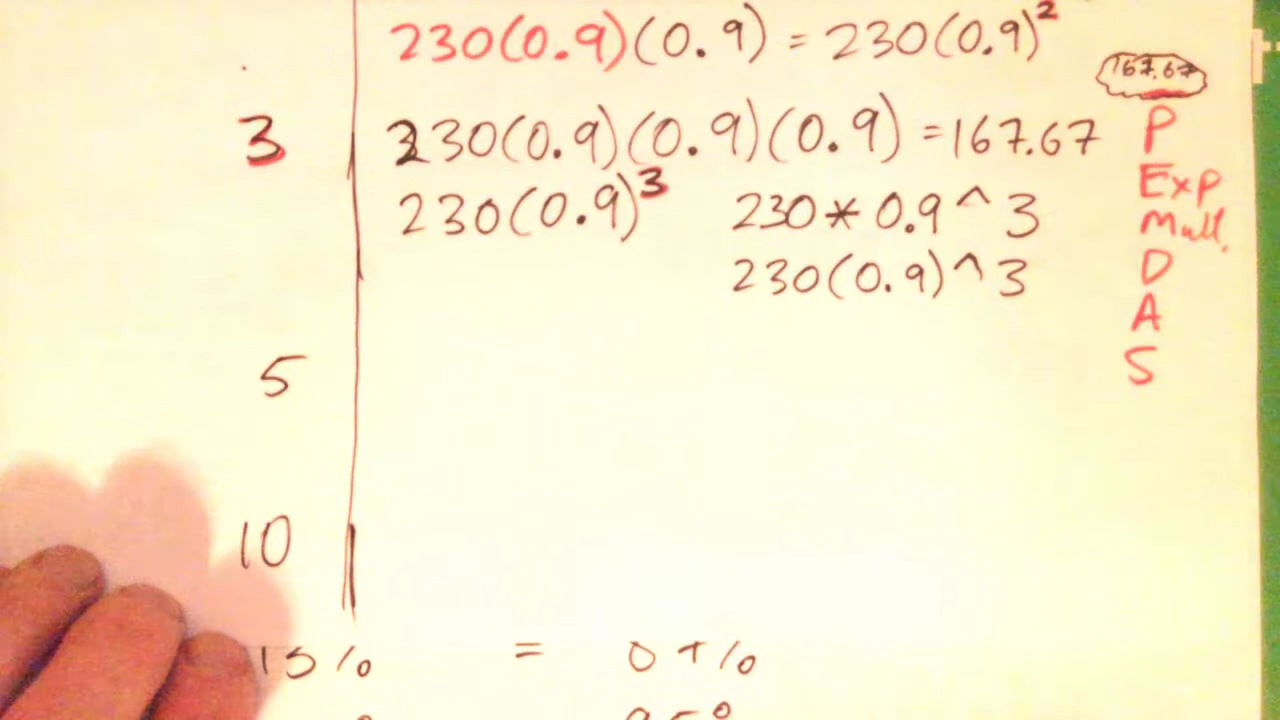 230(0.9)(0.9) = 230(0.9)²
167.67
3 230(0.9)(0.9)(0.9) = 167.67
230(0.9)³ 230*0.9^3
230(0.9)^3
P
Exp
Mult.
D
A
S
5
10
15% =